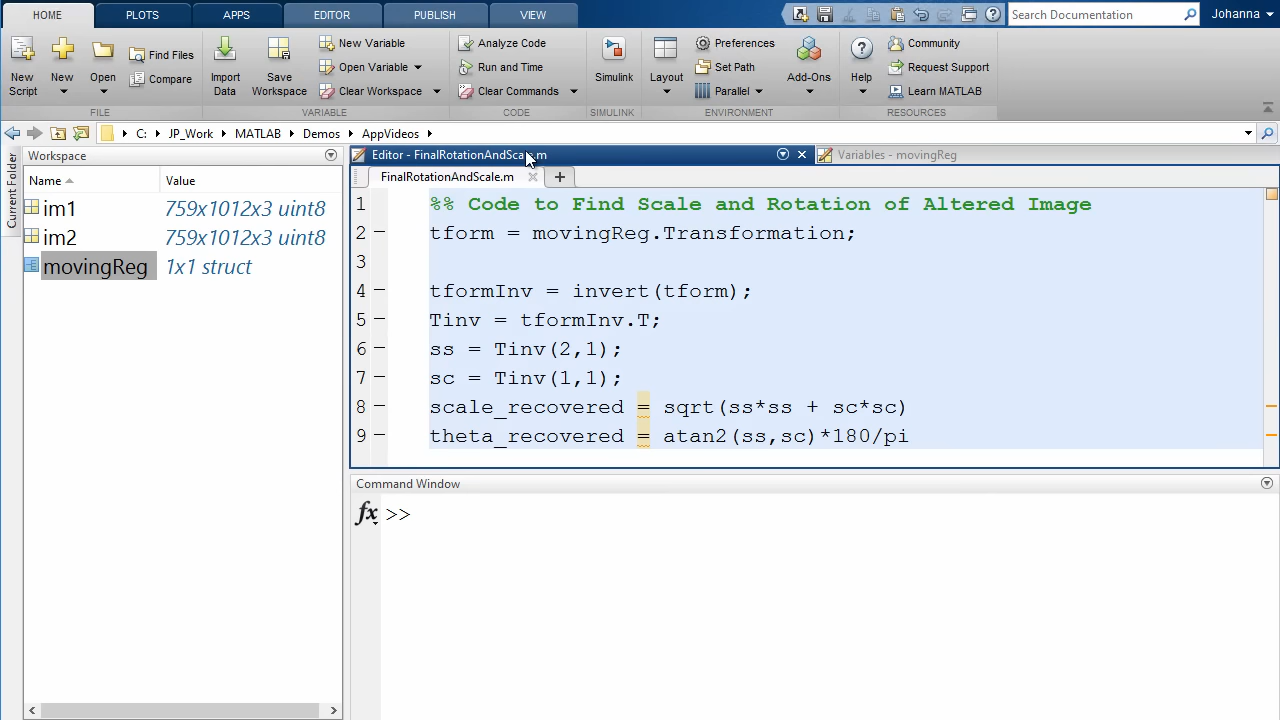 HOME PLOTS APPS EDITOR PUBLISH VIEW Search Documentation Johanna
New Script New Open Find Files Compare Import Data Save Workspace New Variable Open Variable Clear Workspace Analyze Code Run and Time Clear Commands Simulink Layout Preferences Set Path Parallel Add-Ons Help Community Request Support Learn MATLAB
FILE VARIABLE CODE SIMULINK ENVIRONMENT RESOURCES
C: JP_Work MATLAB Demos AppVideos
Current Folder
Workspace
Name Value
im1 759x1012x3 uint8
im2 759x1012x3 uint8
movingReg 1x1 struct
Editor - FinalRotationAndScale.m Variables - movingReg
FinalRotationAndScale.m
1 %% Code to Find Scale and Rotation of Altered Image
2 tform = movingReg.Transformation;
3
4 tformInv = invert(tform);
5 Tinv = tformInv.T;
6 ss = Tinv(2,1);
7 sc = Tinv(1,1);
8 scale_recovered = sqrt(ss*ss + sc*sc)
9 theta_recovered = atan2(ss,sc)*180/pi
Command Window
fx >>